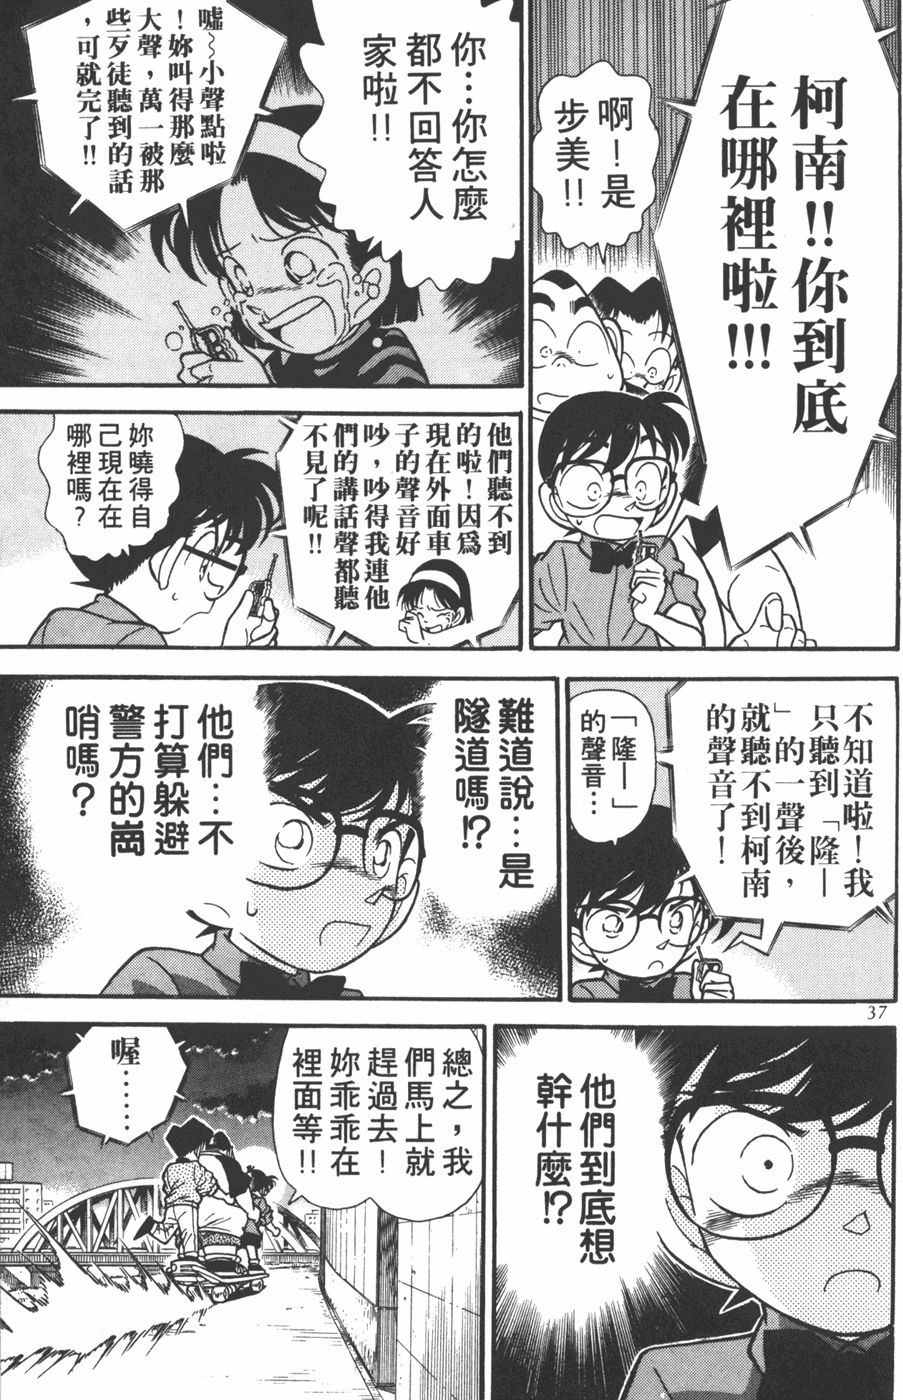 柯南!!你到底
在哪裡啦!!!
啊!是
步美!!
你…你怎麼
都不回答人
家啦!!
噓~小聲點啦
!妳叫得那麼
大聲,萬一被那
些歹徒聽到的話
,可就完了!!
他們聽不到
的啦!因為
現在外面車
子的聲音好
吵,吵得我連他
們的講話聲都聽
不見了呢!!
妳曉得自
己現在在
哪裡嗎?
不知道啦!我
只聽到「隆—
」的一聲後,
就聽不到柯南
的聲音了!
「隆—」
的聲音…
難道說…是
隧道嗎!?
他們…不
打算躲避
警方的崗
哨嗎?
37
他們到底想
幹什麼!?
總之,我
們馬上就
趕過去!
妳乖乖在
裡面等!!
喔……